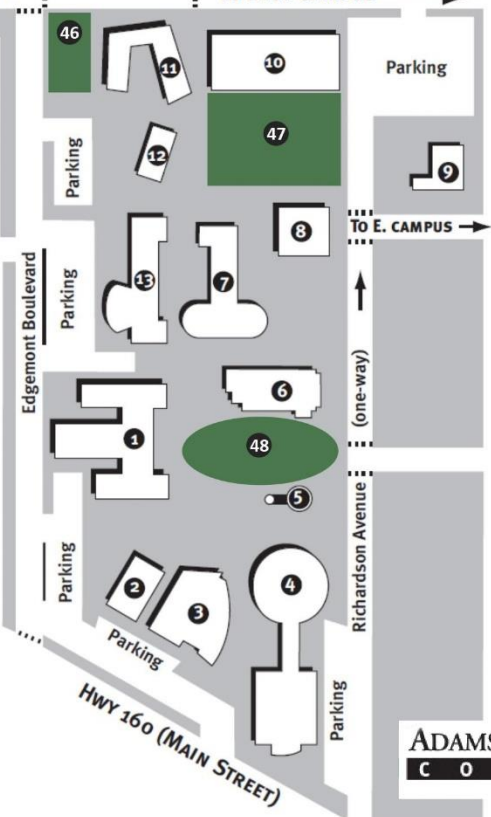 46
11
10
Parking
47
12
Parking
9
8
TO E. CAMPUS
13
7
Parking
Edgemont Boulevard
(one-way)
6
1
48
5
Richardson Avenue
Parking
2
3
4
Parking
Parking
HWY 160 (MAIN STREET)
ADAMS
C O